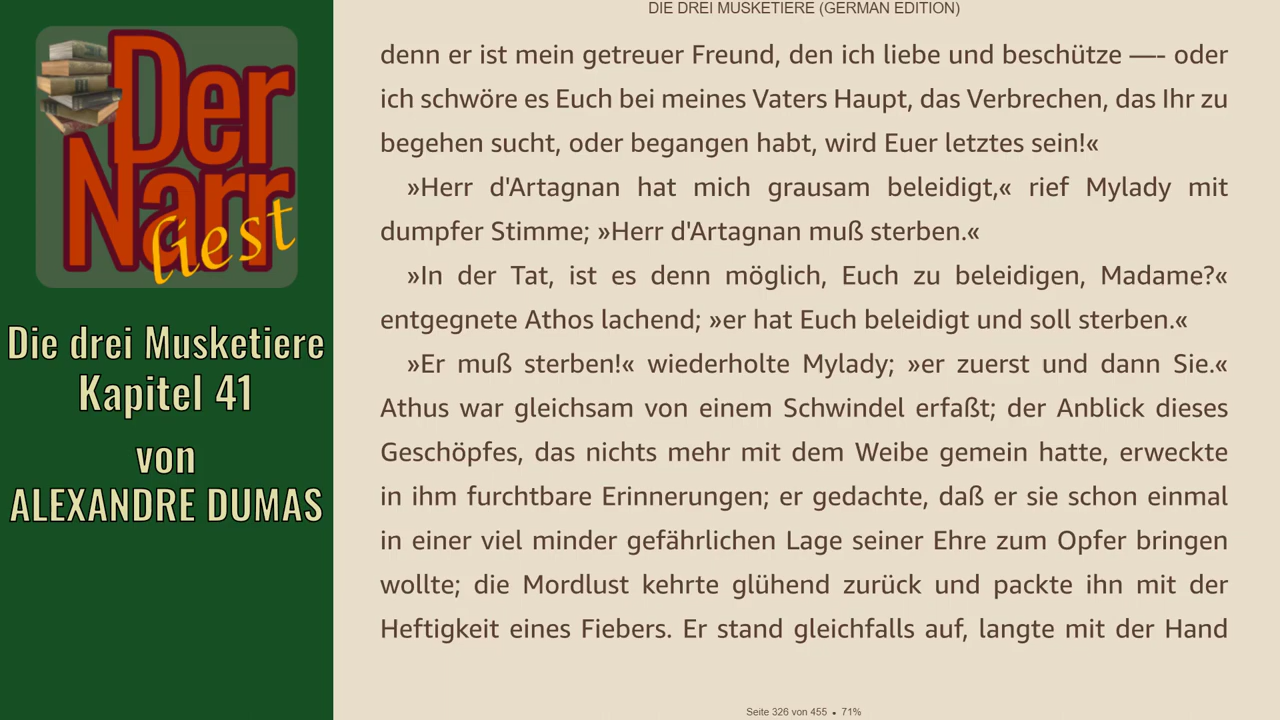 Der
Narr
liest
Die drei Musketiere
Kapitel 41
von
ALEXANDRE DUMAS
DIE DREI MUSKETIERE (GERMAN EDITION)
denn er ist mein getreuer Freund, den ich liebe und beschütze —- oder
ich schwöre es Euch bei meines Vaters Haupt, das Verbrechen, das Ihr zu
begehen sucht, oder begangen habt, wird Euer letztes sein!«
»Herr d'Artagnan hat mich grausam beleidigt,« rief Mylady mit
dumpfer Stimme; »Herr d'Artagnan muß sterben.«
»In der Tat, ist es denn möglich, Euch zu beleidigen, Madame?«
entgegnete Athos lachend; »er hat Euch beleidigt und soll sterben.«
»Er muß sterben!« wiederholte Mylady; »er zuerst und dann Sie.«
Athus war gleichsam von einem Schwindel erfaßt; der Anblick dieses
Geschöpfes, das nichts mehr mit dem Weibe gemein hatte, erweckte
in ihm furchtbare Erinnerungen; er gedachte, daß er sie schon einmal
in einer viel minder gefährlichen Lage seiner Ehre zum Opfer bringen
wollte; die Mordlust kehrte glühend zurück und packte ihn mit der
Heftigkeit eines Fiebers. Er stand gleichfalls auf, langte mit der Hand
Seite 326 von 455 • 71%